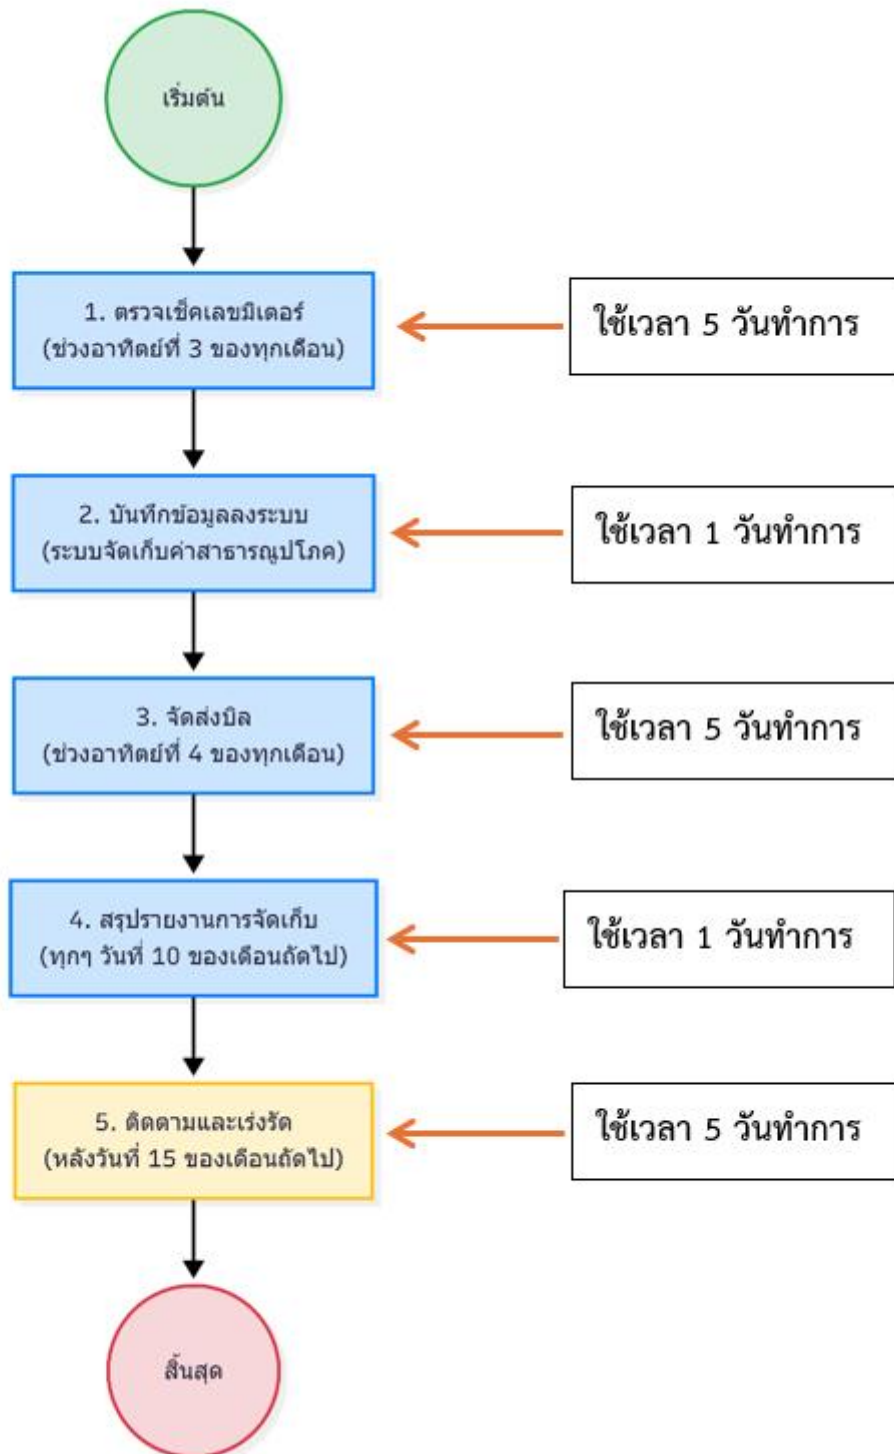 เริ่มต้น
1. ตรวจเช็คเลขมิเตอร์
(ช่วงอาทิตย์ที่ 3 ของทุกเดือน)
ใช้เวลา 5 วันทำการ
2. บันทึกข้อมูลลงระบบ
(ระบบจัดเก็บค่าสาธารณูปโภค)
ใช้เวลา 1 วันทำการ
3. จัดส่งบิล
(ช่วงอาทิตย์ที่ 4 ของทุกเดือน)
ใช้เวลา 5 วันทำการ
4. สรุปรายงานการจัดเก็บ
(ทุกๆ วันที่ 10 ของเดือนถัดไป)
ใช้เวลา 1 วันทำการ
5. ติดตามและเร่งรัด
(หลังวันที่ 15 ของเดือนถัดไป)
ใช้เวลา 5 วันทำการ
สิ้นสุด